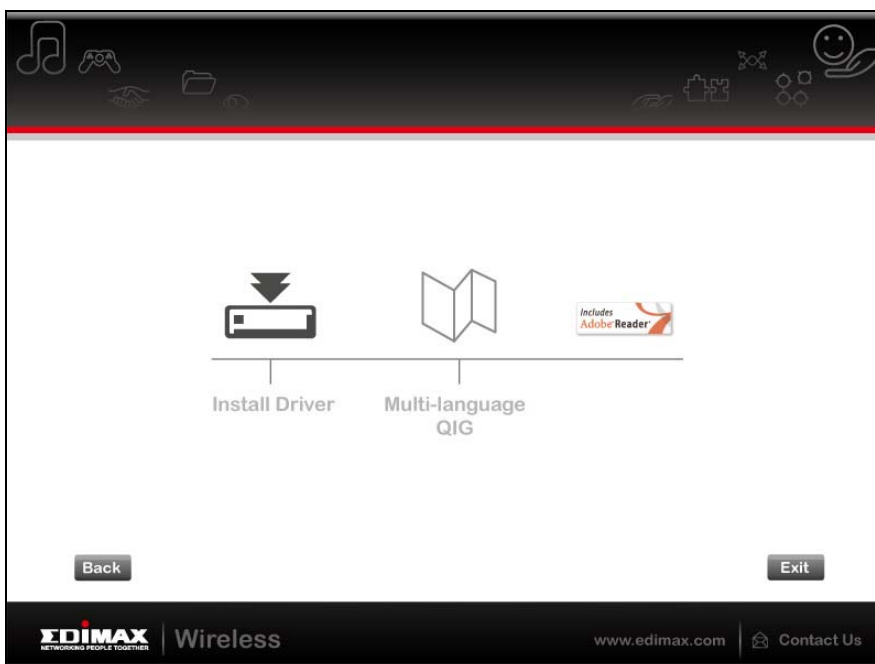 Includes
Adobe Reader
Install Driver
Multi-language
QIG
Back
Exit
EDIMAX
NETWORKING PEOPLE TOGETHER
Wireless
www.edimax.com
Contact Us